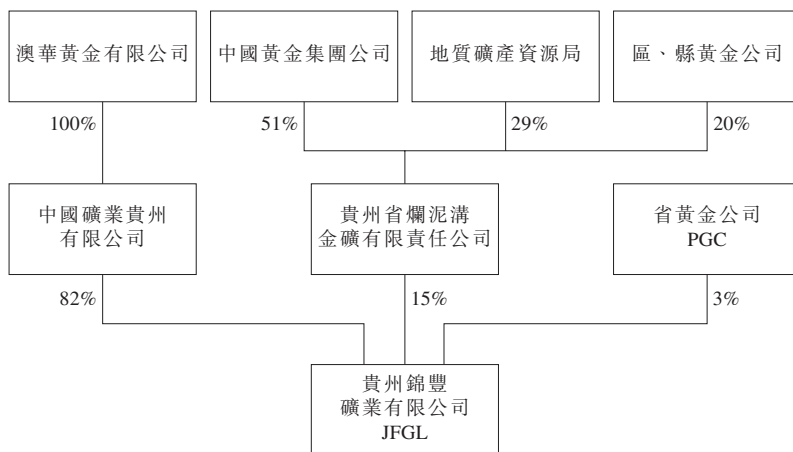 澳華黃金有限公司
中國黃金集團公司
地質礦產資源局
區、縣黃金公司
100%
51%
29%
20%
中國礦業貴州
有限公司
貴州省爛泥溝
金礦有限責任公司
省黃金公司
PGC
82%
15%
3%
貴州錦豐
礦業有限公司
JFGL